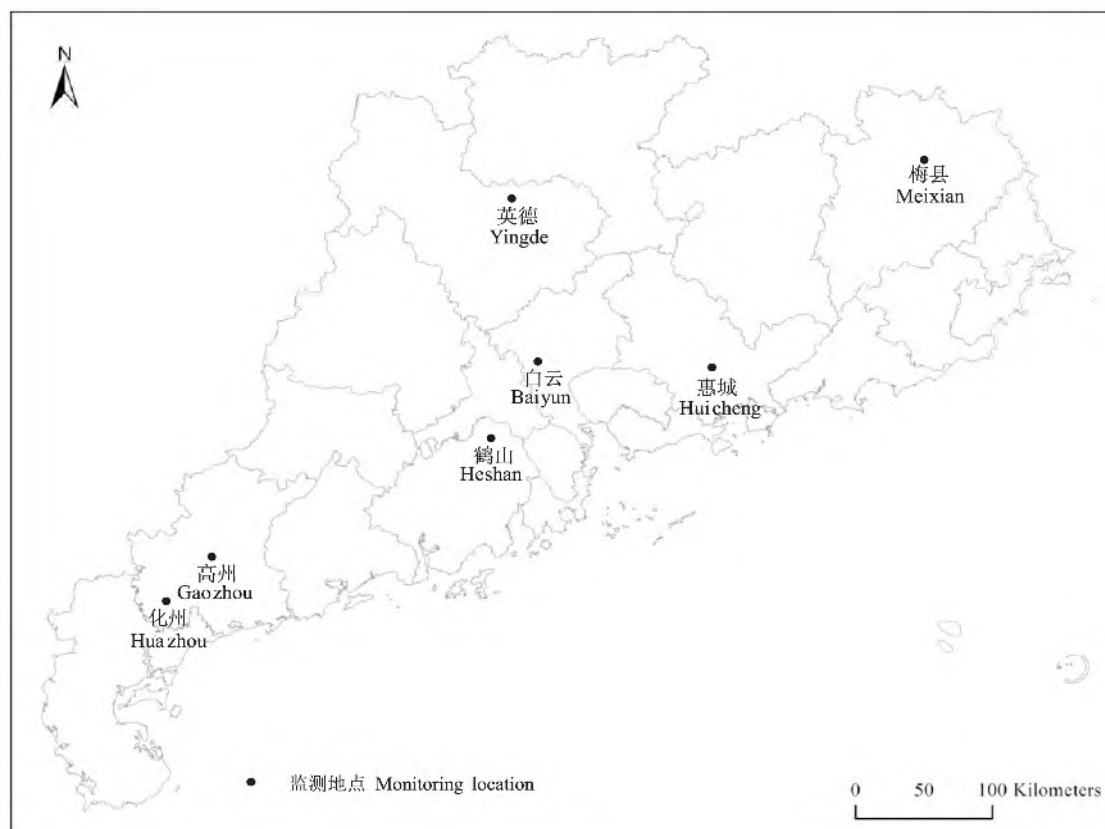 N
梅县
Meixian
英德
Yingde
白云
Baiyun
惠城
Huicheng
鹤山
Heshan
高州
Gaozhou
化州
Huazhou
监测地点 Monitoring location
0 50 100 Kilometers